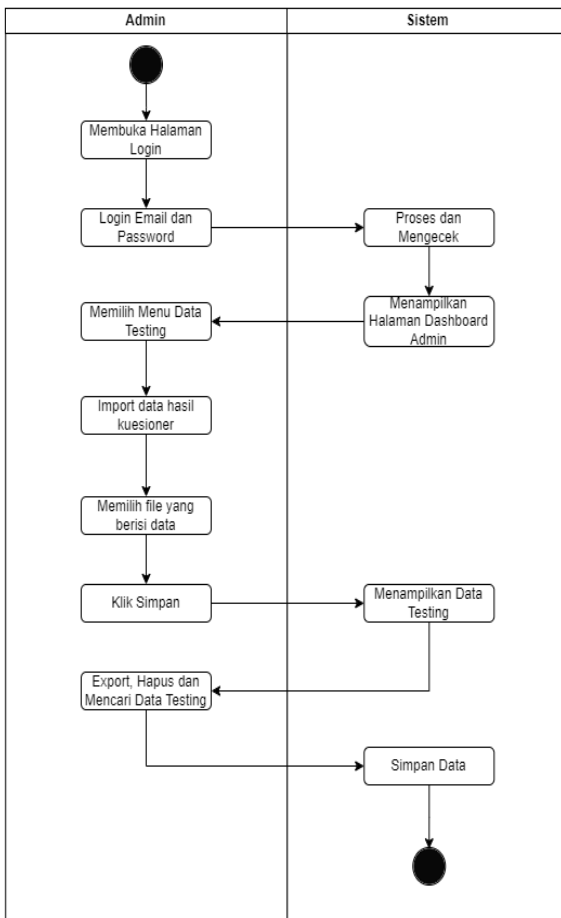 Admin
Sistem
Membuka Halaman
Login
Login Email dan
Password
Proses dan
Mengecek
Menampilkan
Halaman Dashboard
Admin
Memilih Menu Data
Testing
Import data hasil
kuesioner
Memilih file yang
berisi data
Klik Simpan
Menampilkan Data
Testing
Export, Hapus dan
Mencari Data Testing
Simpan Data